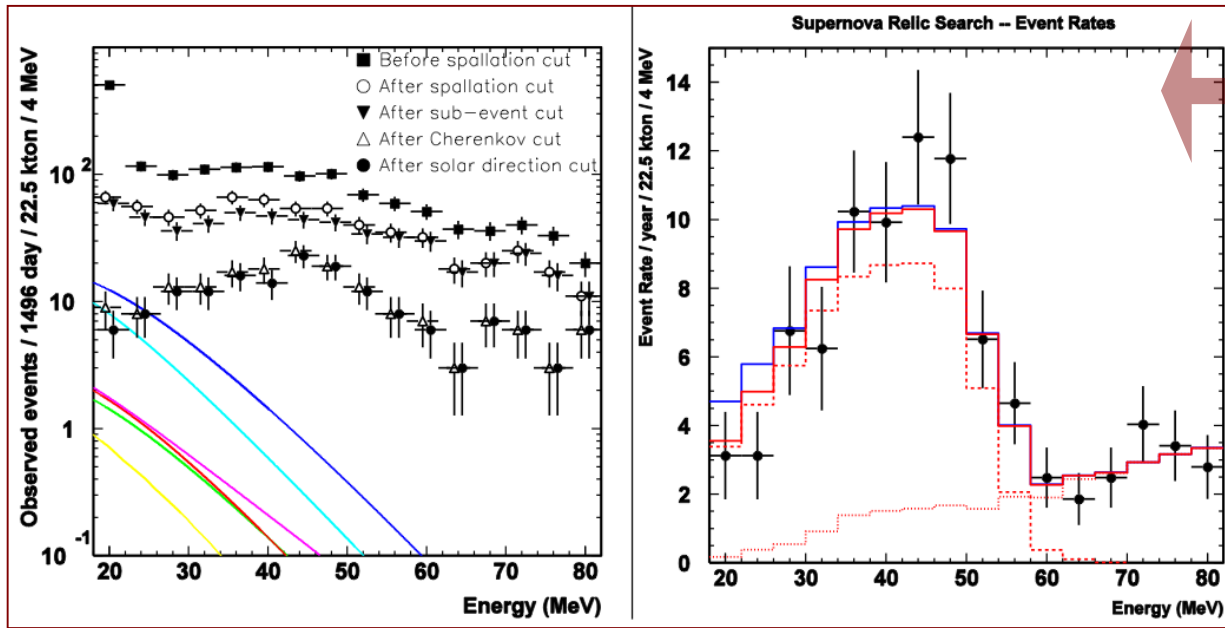 Observed events / 1496 day / 22.5 kton / 4 MeV
Before spallation cut
After spallation cut
After sub-event cut
After Cherenkov cut
After solar direction cut
10 2
10
1
10 -1
20 30 40 50 60 70 80
Energy (MeV)
Supernova Relic Search -- Event Rates
Event Rate / year / 22.5 kton / 4 MeV
14
12
10
8
6
4
2
0
20 30 40 50 60 70 80
Energy (MeV)